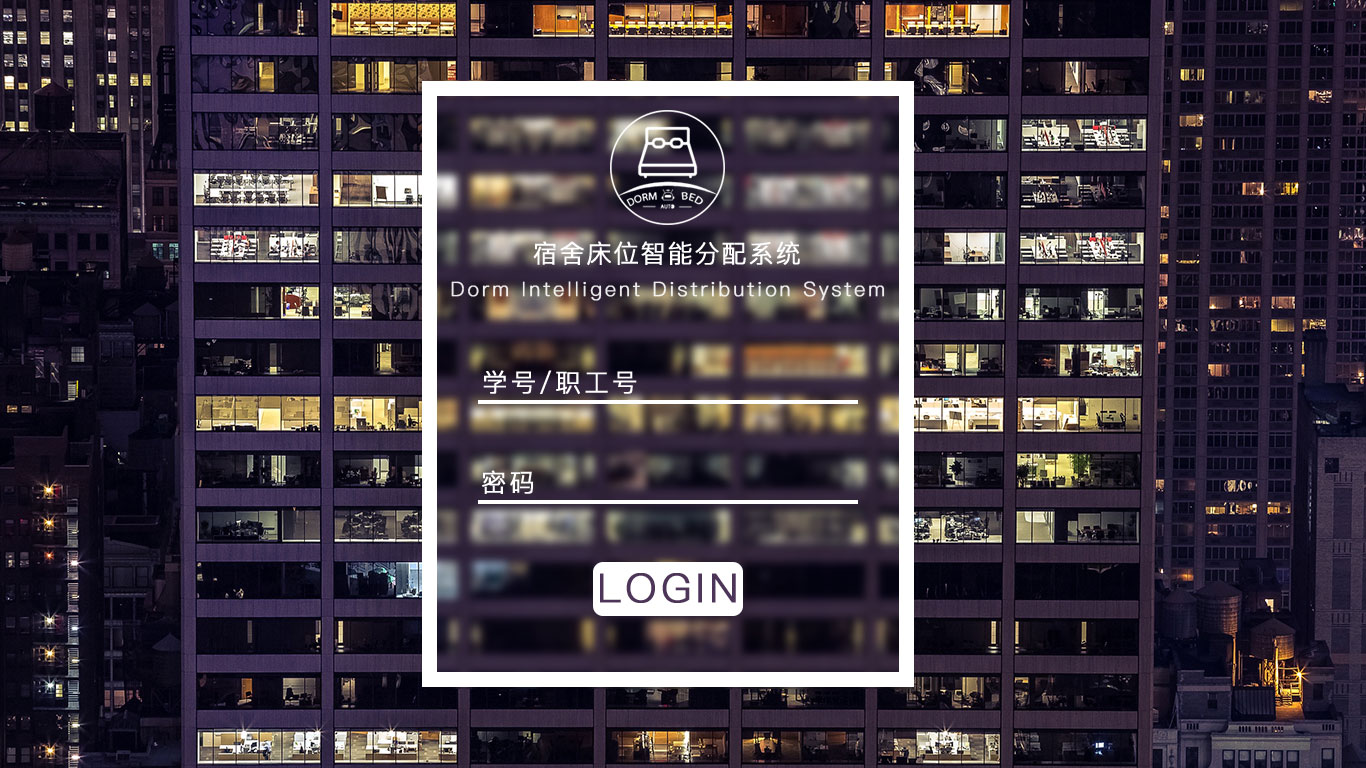 DORM BED
AUTO
宿舍床位智能分配系统
Dorm Intelligent Distribution System
学号/职工号
密码
LOGIN